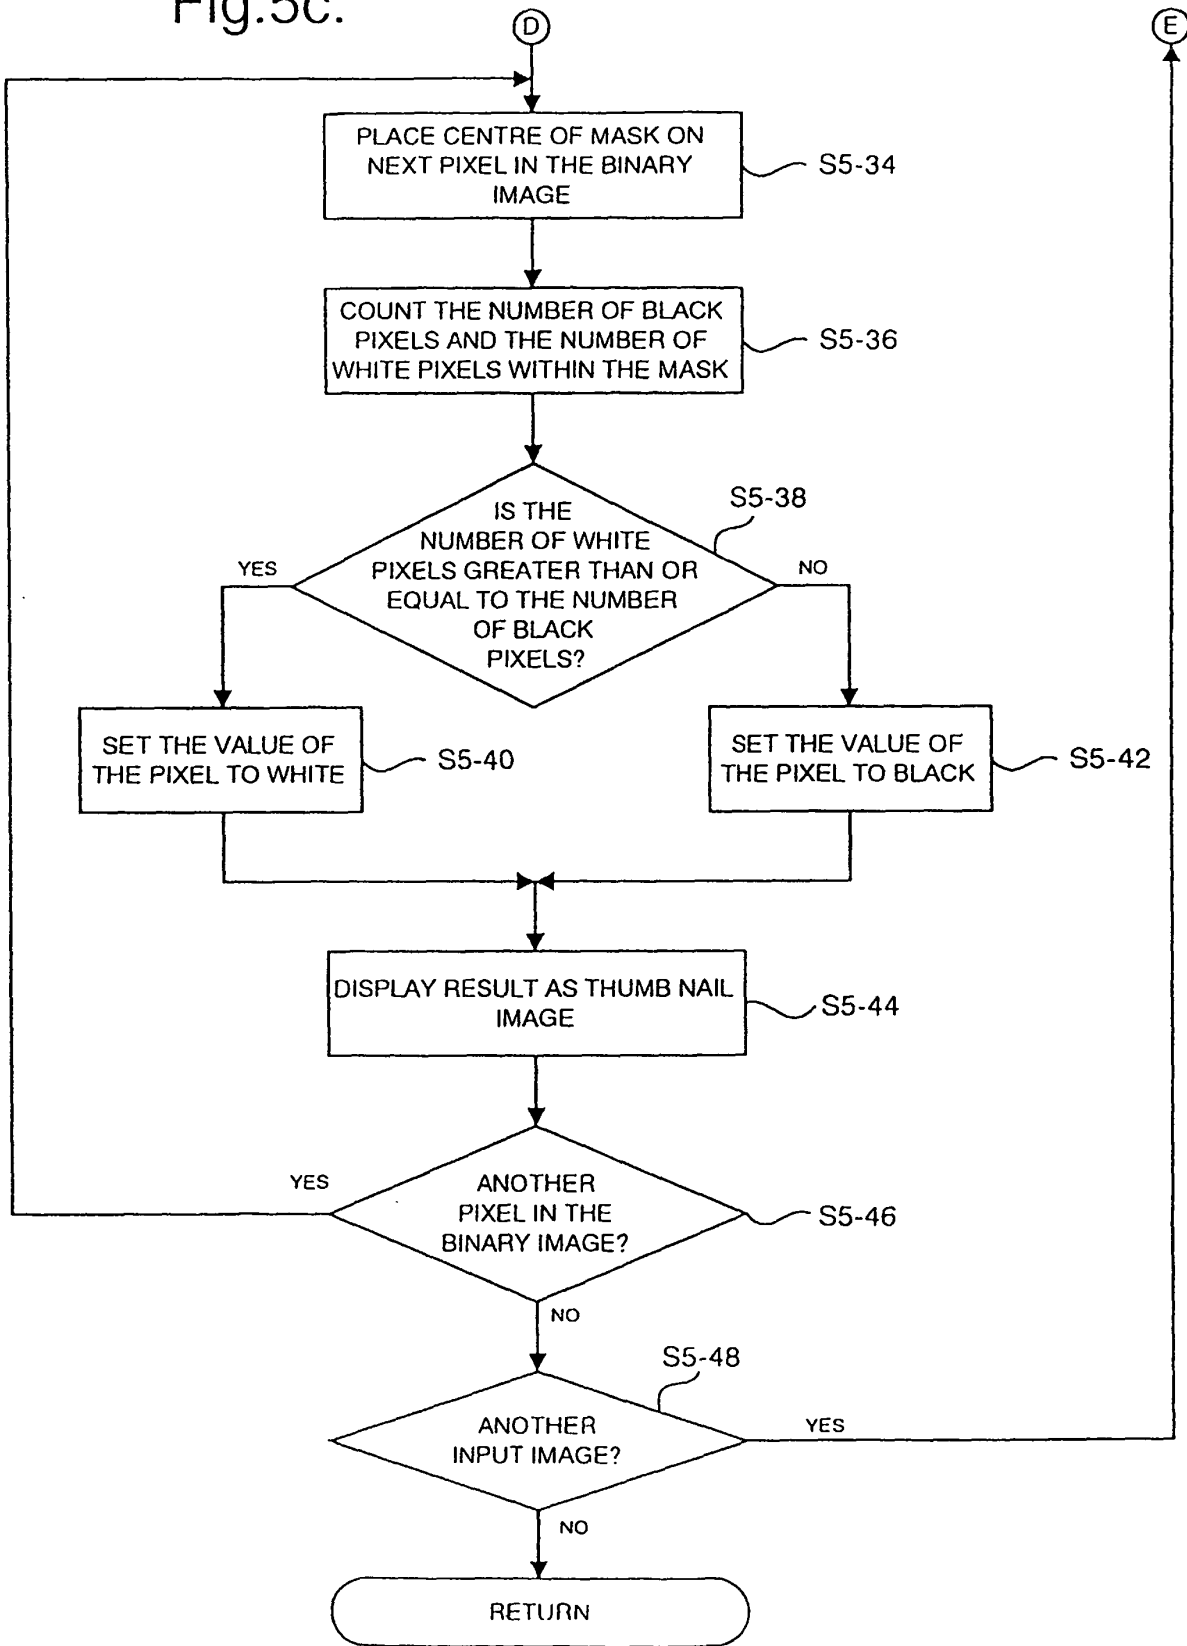 Fig.5c.
D
E
PLACE CENTRE OF MASK ON
NEXT PIXEL IN THE BINARY
IMAGE
S5-34
COUNT THE NUMBER OF BLACK
PIXELS AND THE NUMBER OF
WHITE PIXELS WITHIN THE MASK
S5-36
S5-38
IS THE
NUMBER OF WHITE
PIXELS GREATER THAN OR
EQUAL TO THE NUMBER
OF BLACK
PIXELS?
YES
NO
SET THE VALUE OF
THE PIXEL TO WHITE
S5-40
SET THE VALUE OF
THE PIXEL TO BLACK
S5-42
DISPLAY RESULT AS THUMB NAIL
IMAGE
S5-44
YES
ANOTHER
PIXEL IN THE
BINARY IMAGE?
S5-46
NO
S5-48
ANOTHER
INPUT IMAGE?
YES
NO
RETURN